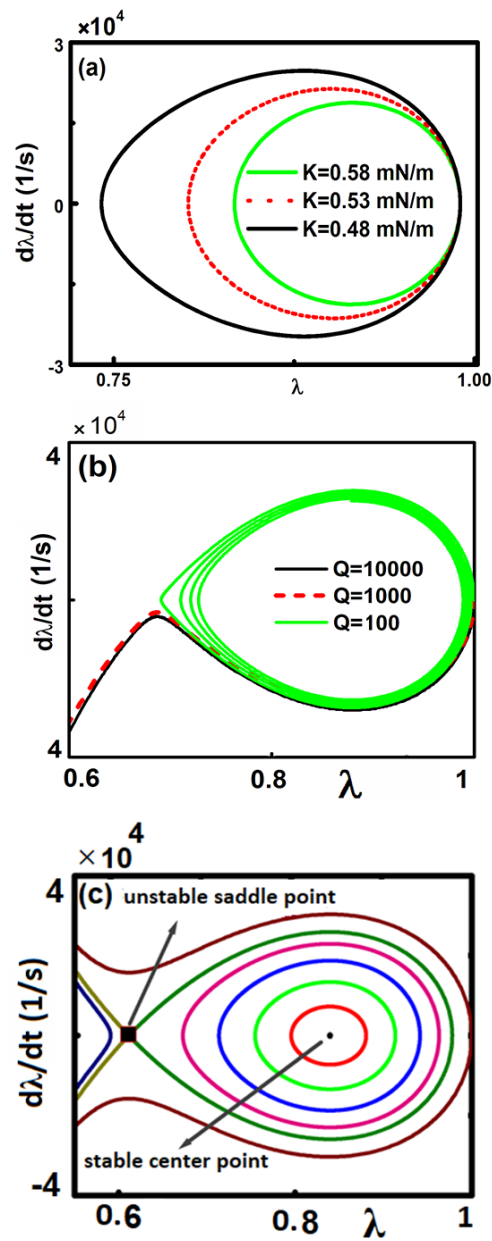 × 10⁴
3
(a)
dλ/dt (1/s)
0
K=0.58 mN/m
K=0.53 mN/m
K=0.48 mN/m
-3
0.75
λ
1.00
× 10⁴
4
(b)
dλ/dt (1/s)
Q=10000
Q=1000
Q=100
4
0.6
0.8
λ
1
× 10⁴
4
(c)
unstable saddle point
dλ/dt (1/s)
0
stable center point
-4
0.6
0.8
λ
1